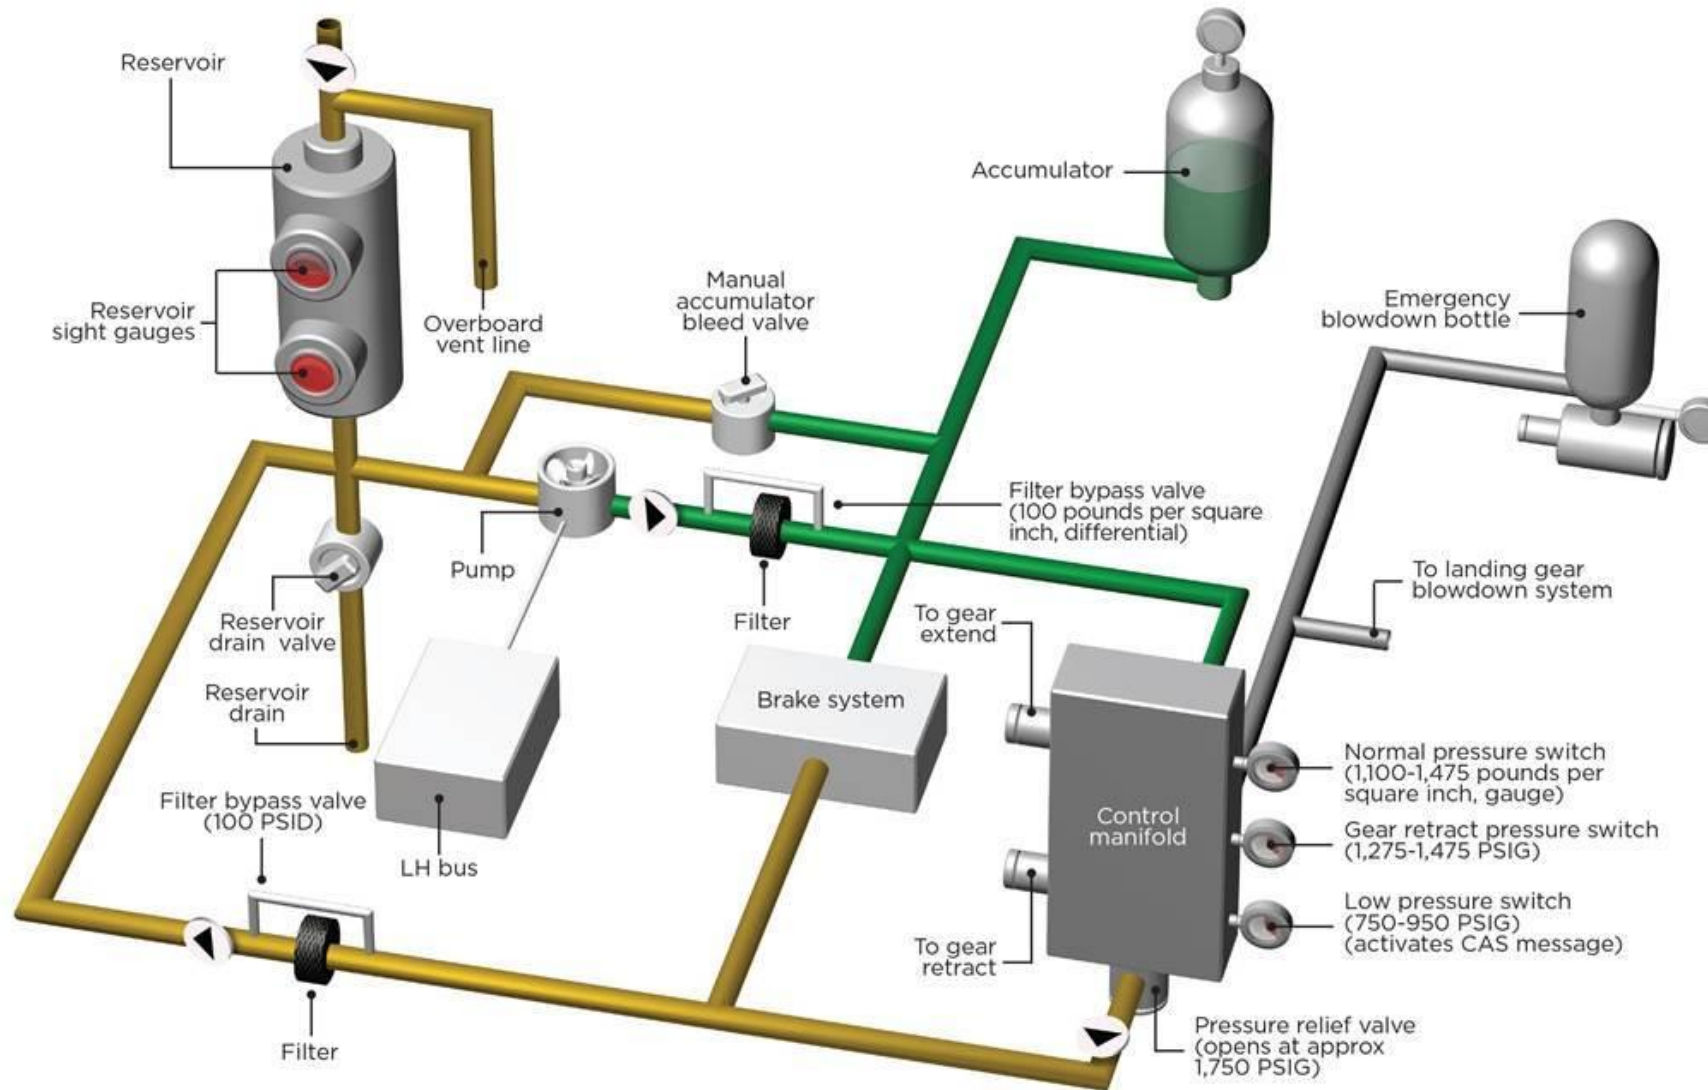 Reservoir
Accumulator
Manual
accumulator
bleed valve
Emergency
blowdown bottle
Reservoir
sight gauges
Overboard
vent line
Filter bypass valve
(100 pounds per square
inch, differential)
Pump
To landing gear
blowdown system
Reservoir
drain valve
Filter
To gear
extend
Reservoir
drain
Brake system
Normal pressure switch
(1,100-1,475 pounds per
square inch, gauge)
Filter bypass valve
(100 PSID)
Control
manifold
Gear retract pressure switch
(1,275-1,475 PSIG)
LH bus
Low pressure switch
(750-950 PSIG)
(activates CAS message)
To gear
retract
Filter
Pressure relief valve
(opens at approx
1,750 PSIG)